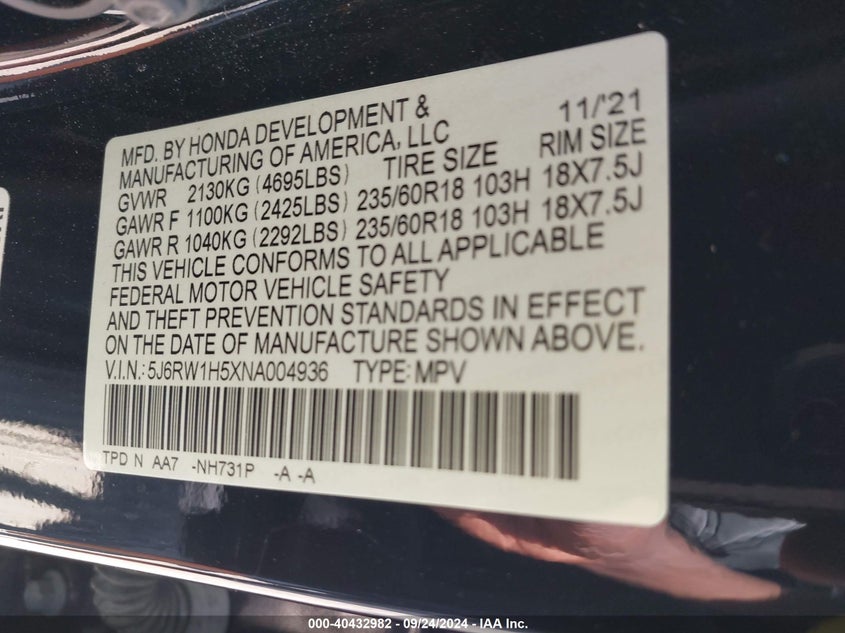 MFD. BY HONDA DEVELOPMENT & 11/'21
MANUFACTURING OF AMERICA, LLC
GVWR 2130KG (4695LBS) TIRE SIZE RIM SIZE
GAWR F 1100KG (2425LBS) 235/60R18 103H 18X7.5J
GAWR R 1040KG (2292LBS) 235/60R18 103H 18X7.5J
THIS VEHICLE CONFORMS TO ALL APPLICABLE
FEDERAL MOTOR VEHICLE SAFETY
AND THEFT PREVENTION STANDARDS IN EFFECT
ON THE DATE OF MANUFACTURE SHOWN ABOVE.
V.I.N.: 5J6RW1H5XNA004936 TYPE: MPV
TPD N AA7 -NH731P -A -A
000-40432982 - 09/24/2024 - IAA Inc.